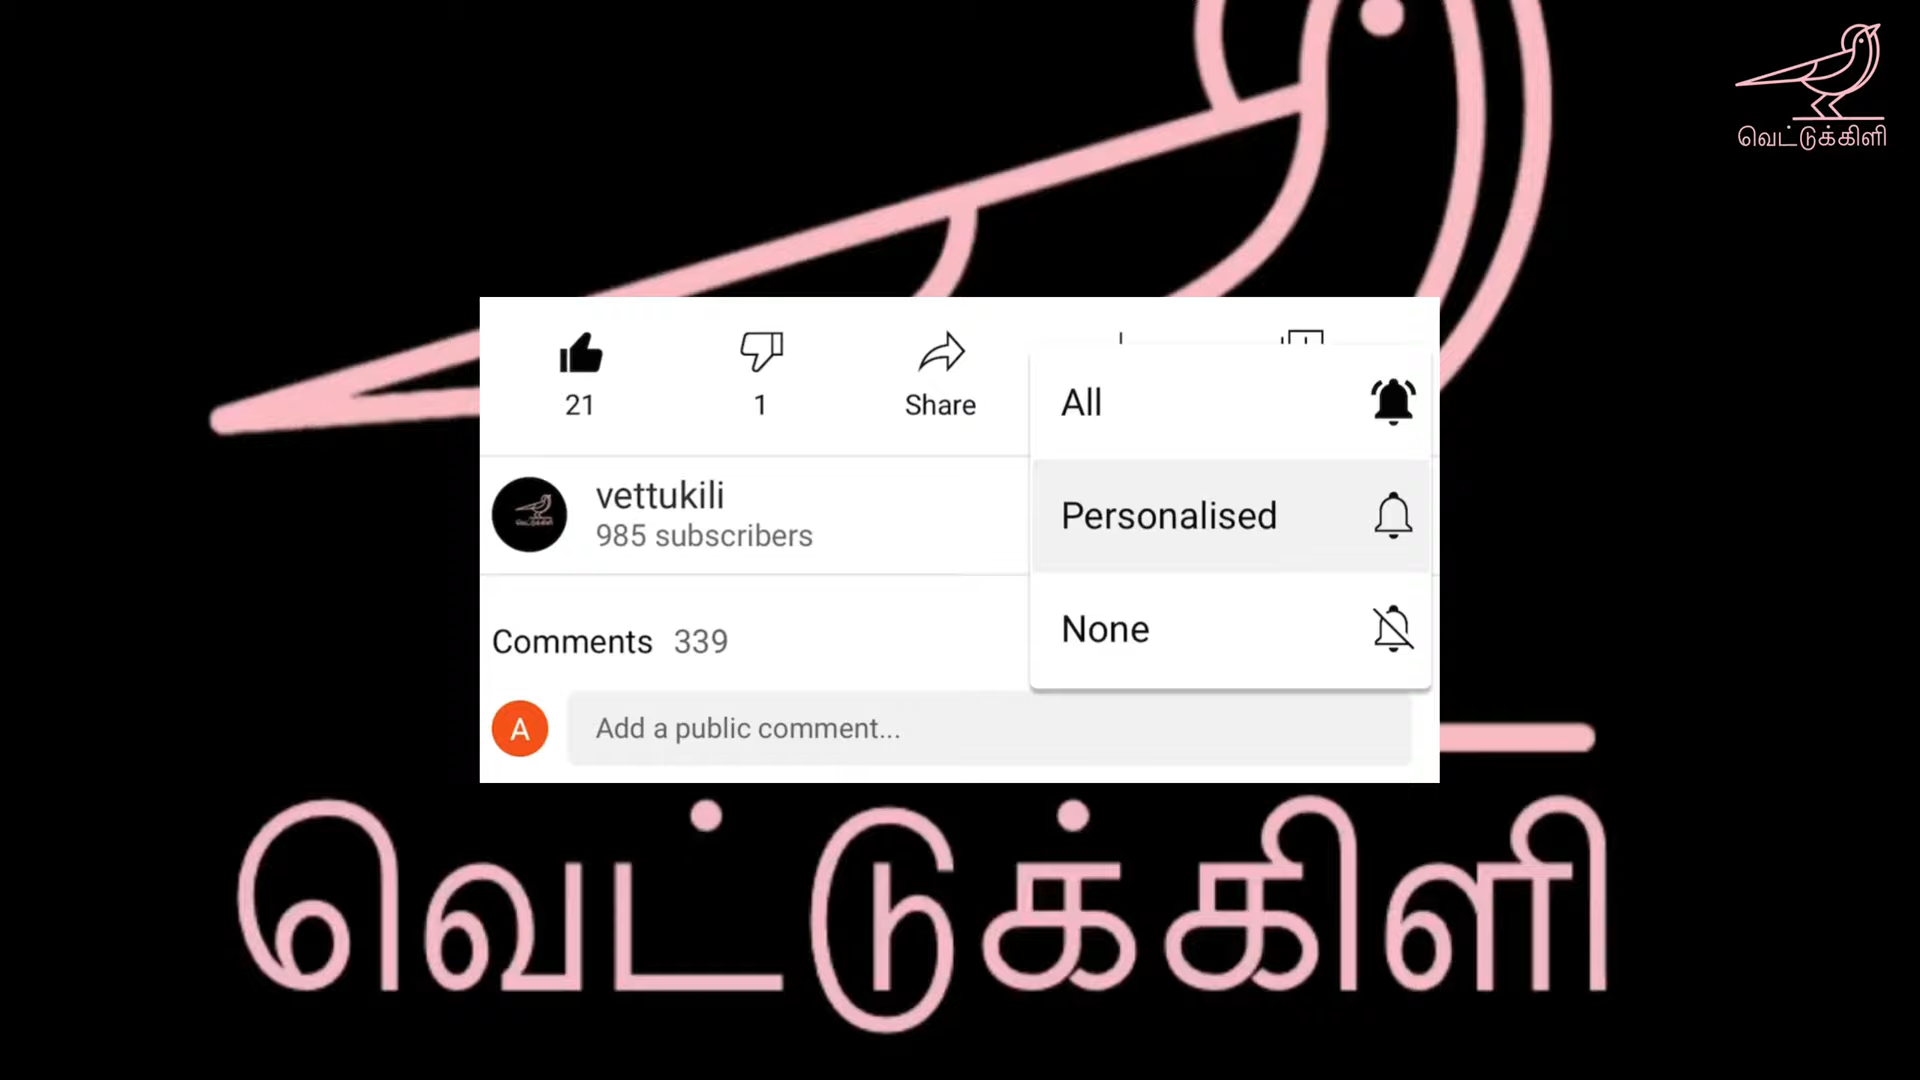 வெட்டுக்கிளி
21
1
Share
All
Personalised
None
vettukili
985 subscribers
Comments 339
A
Add a public comment...
வெட்டுக்கிளி